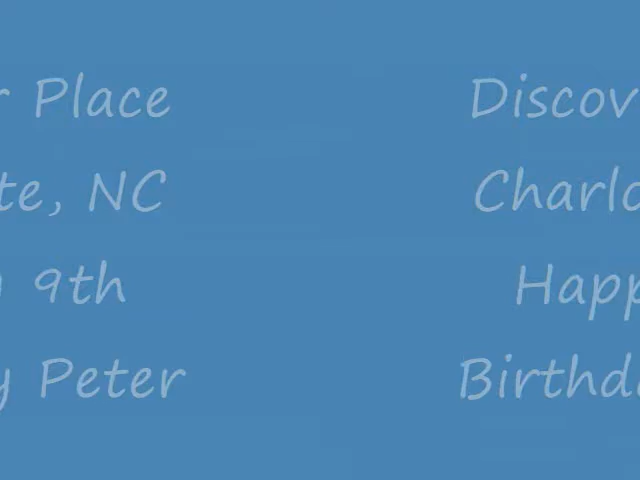 r Place Discov
te, NC Charlo
9th Happ
y Peter Birthda